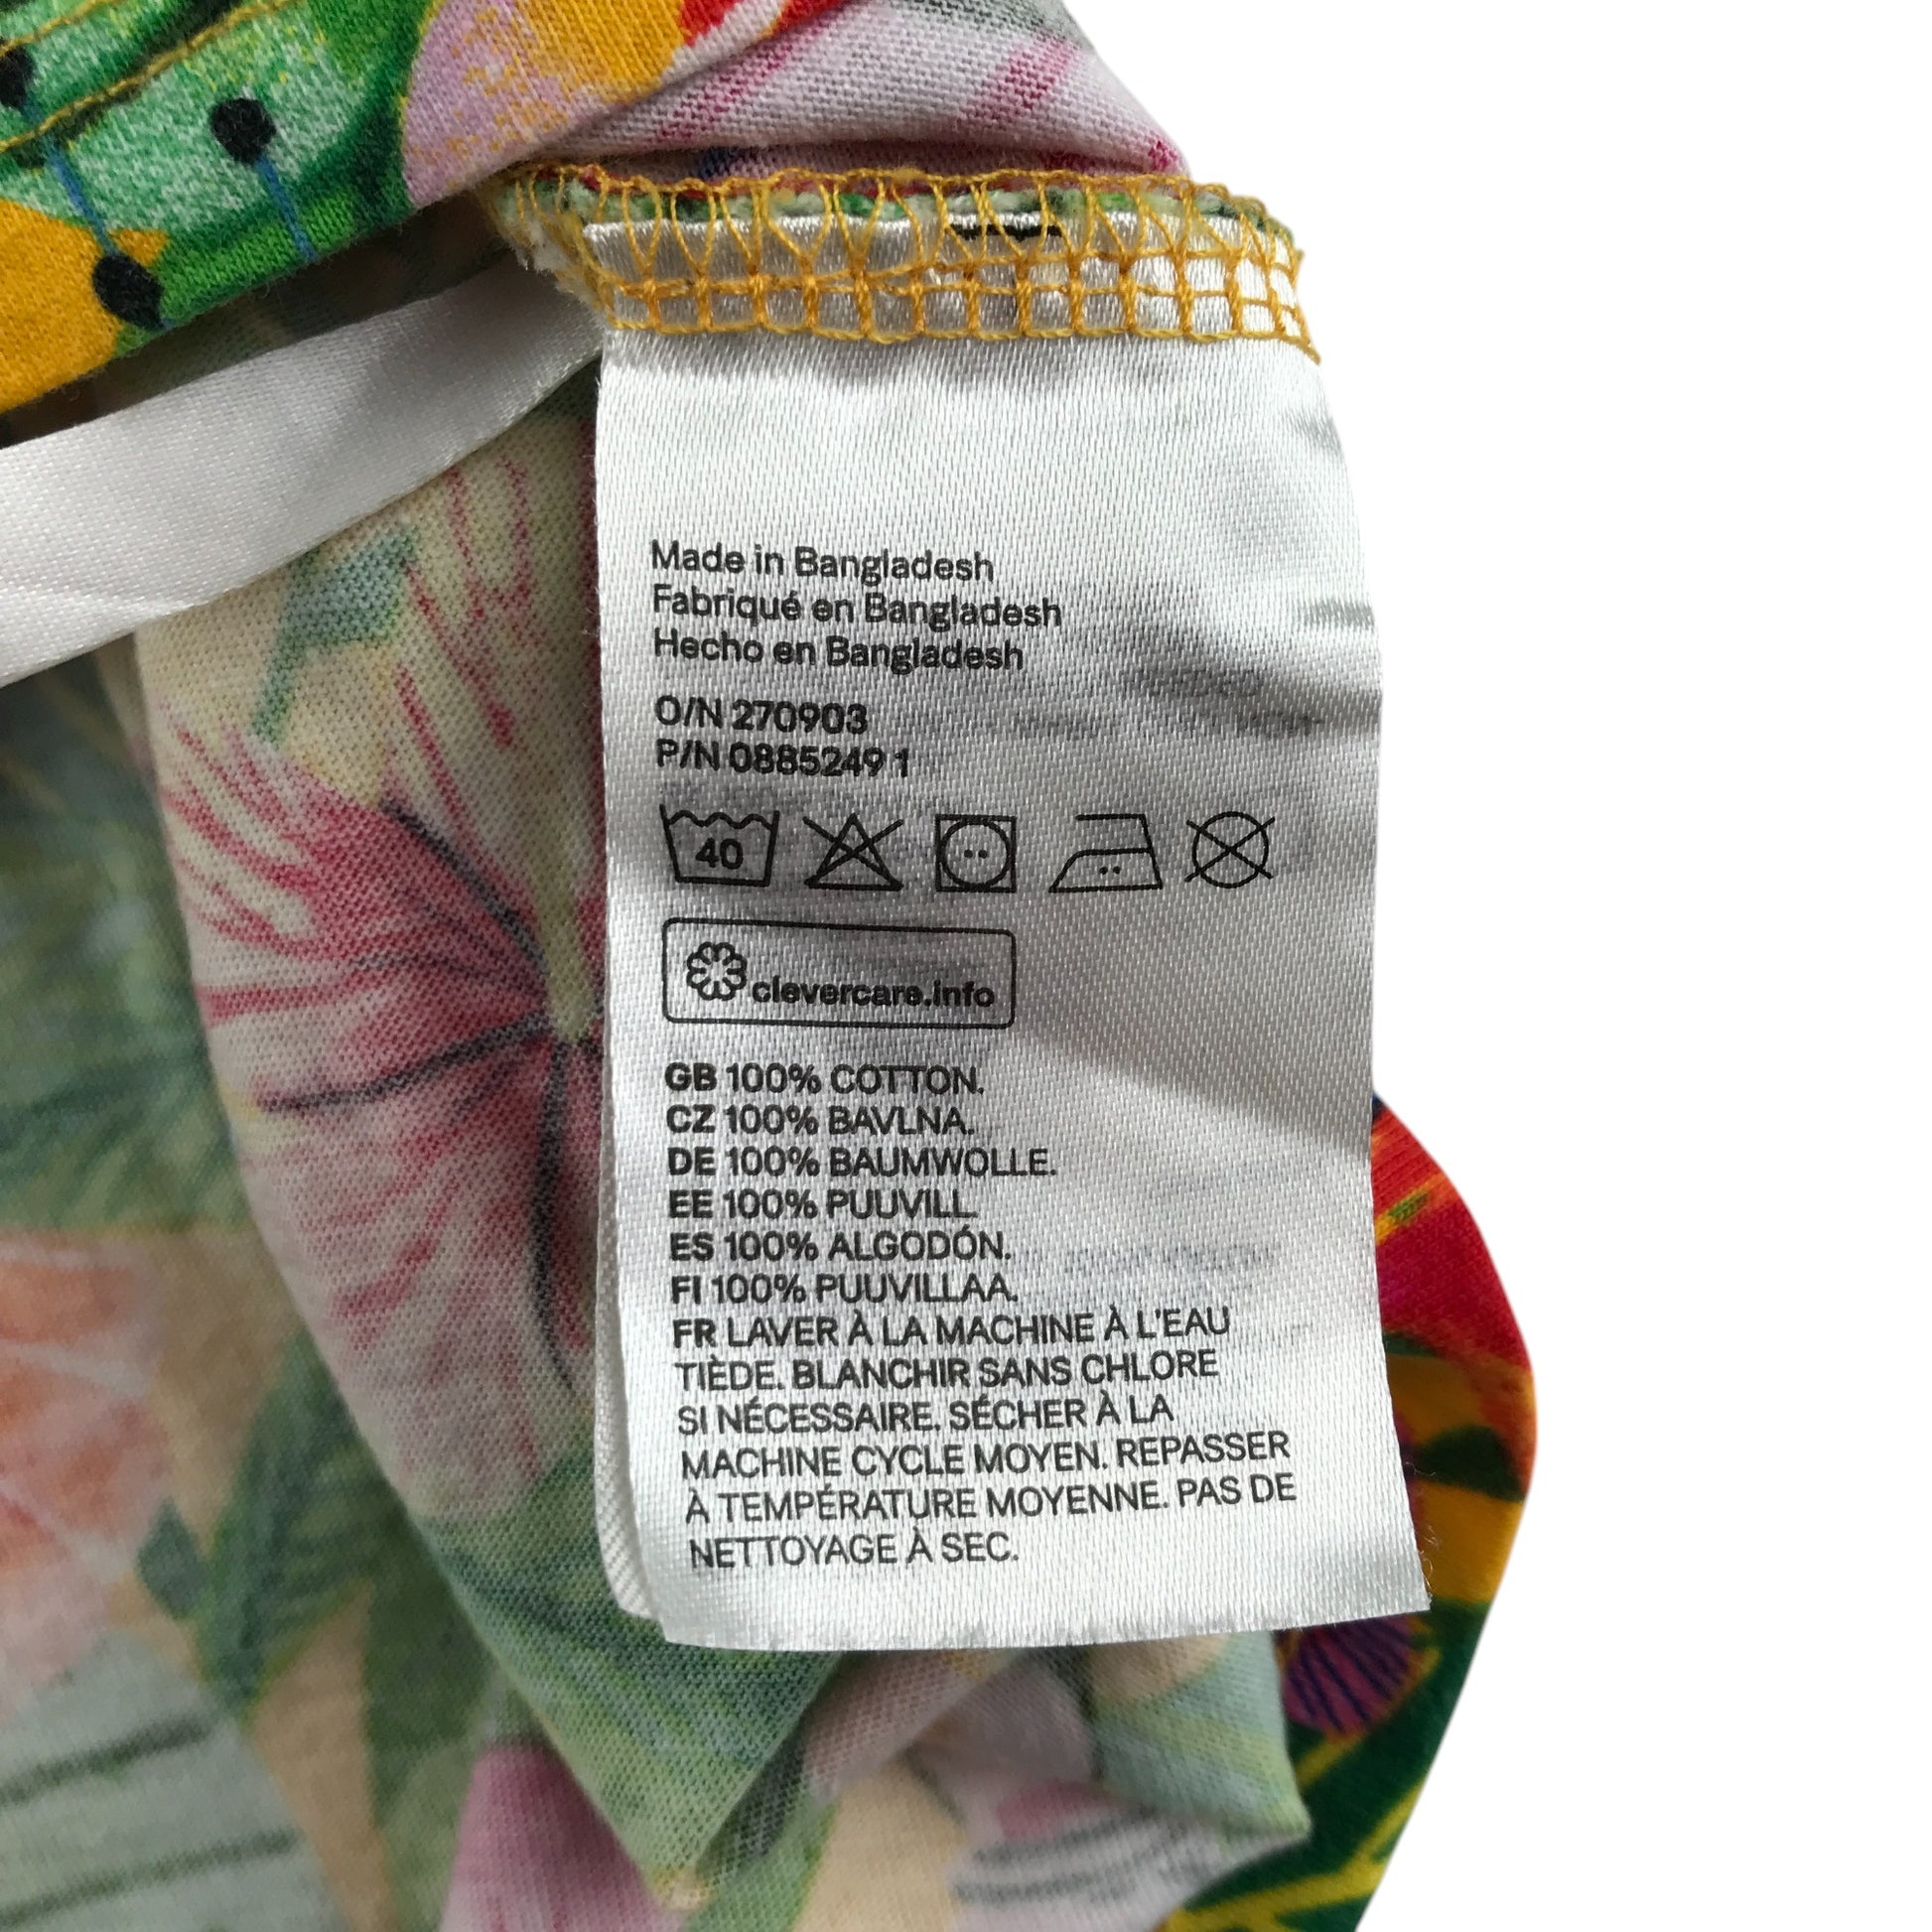 Made in Bangladesh
Fabriqué en Bangladesh
Hecho en Bangladesh
O/N 270903
P/N 0885249 1
40
clevercare.info
GB 100% COTTON.
CZ 100% BAVLNA.
DE 100% BAUMWOLLE.
EE 100% PUUVILL.
ES 100% ALGODÓN.
FI 100% PUUVILLAA.
FR LAVER À LA MACHINE À L'EAU
TIÈDE. BLANCHIR SANS CHLORE
SI NÉCESSAIRE. SÉCHER À LA
MACHINE CYCLE MOYEN. REPASSER
À TEMPÉRATURE MOYENNE. PAS DE
NETTOYAGE À SEC.